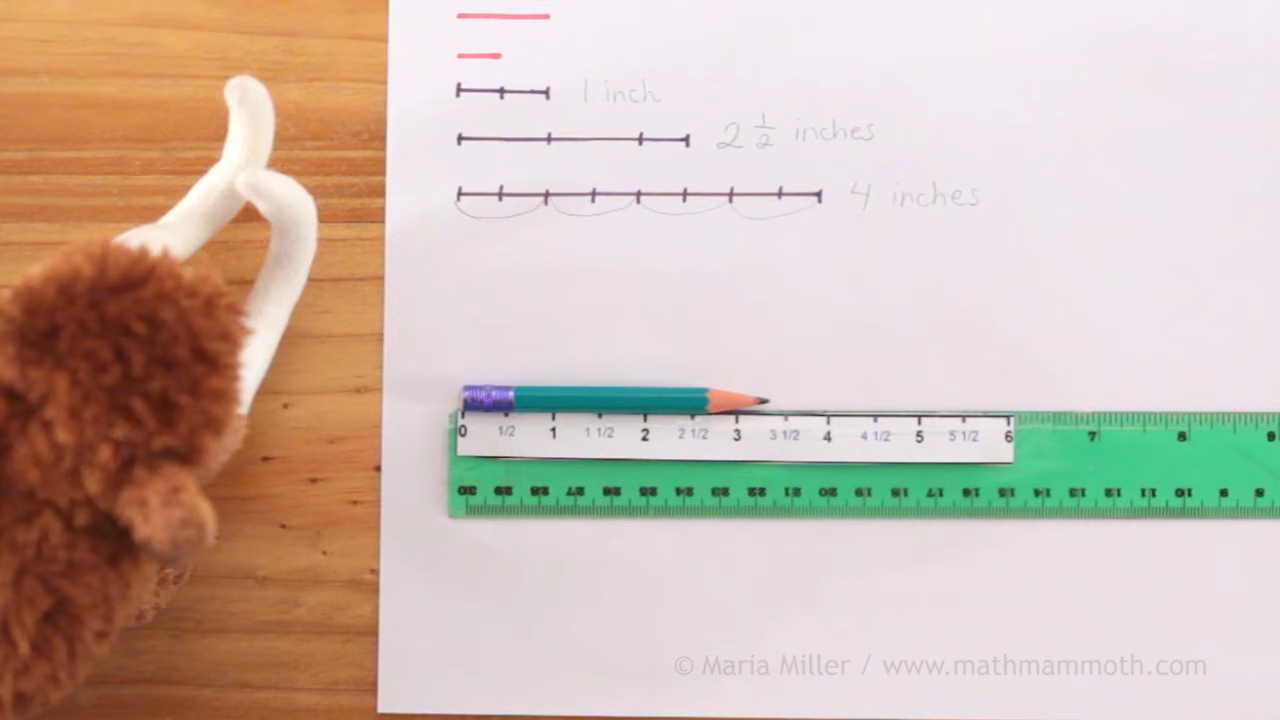 1 inch
2 1/2 inches
4 inches
0 1/2 1 1 1/2 2 2 1/2 3 3 1/2 4 4 1/2 5 5 1/2 6 7 8 9
30 29 28 27 26 25 24 23 22 21 20 19 18 17 16 15 14 13 12 11 10 9 8
© Maria Miller / www.mathmammoth.com